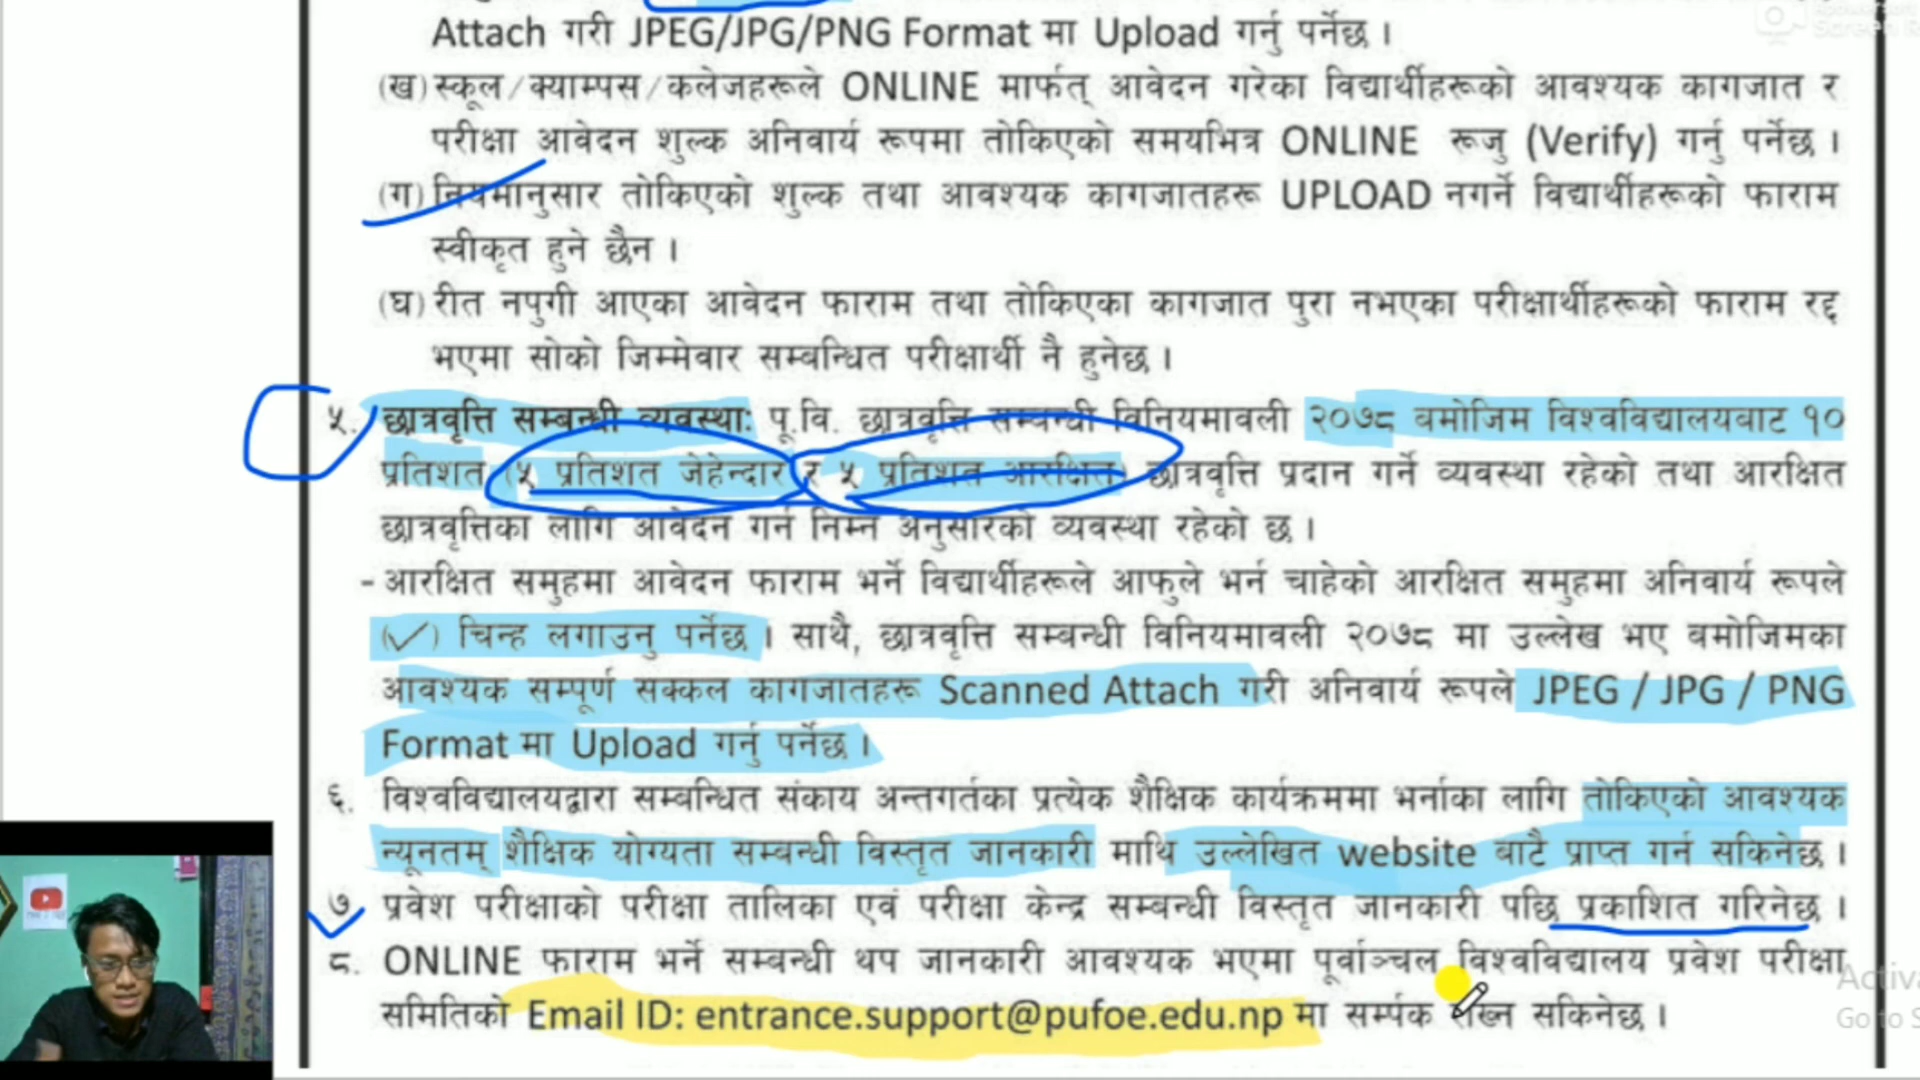 Attach गरी JPEG/JPG/PNG Format मा Upload गर्नु पर्नेछ ।
(ख) स्कूल/क्याम्पस/कलेजहरूले ONLINE मार्फत् आवेदन गरेका विद्यार्थीहरूको आवश्यक कागजात र
परीक्षा आवेदन शुल्क अनिवार्य रूपमा तोकिएको समयभित्र ONLINE रूजु (Verify) गर्नु पर्नेछ ।
(ग) नियमानुसार तोकिएको शुल्क तथा आवश्यक कागजातहरू UPLOAD नगर्ने विद्यार्थीहरूको फाराम
स्वीकृत हुने छैन ।
(घ) रीत नपुगी आएका आवेदन फाराम तथा तोकिएका कागजात पुरा नभएका परीक्षार्थीहरूको फाराम रद्द
भएमा सोको जिम्मेवार सम्बन्धित परीक्षार्थी नै हुनेछ ।
५. छात्रवृत्ति सम्बन्धी व्यवस्था: पू.वि. छात्रवृत्ति सम्बन्धी विनियमावली २०७८ बमोजिम विश्वविद्यालयबाट १०
प्रतिशत (५ प्रतिशत जेहेन्दार र ५ प्रतिशत आरक्षित) छात्रवृत्ति प्रदान गर्ने व्यवस्था रहेको तथा आरक्षित
छात्रवृत्तिका लागि आवेदन गर्न निम्न अनुसारको व्यवस्था रहेको छ ।
- आरक्षित समुहमा आवेदन फाराम भर्ने विद्यार्थीहरूले आफुले भर्न चाहेको आरक्षित समुहमा अनिवार्य रूपले
(✓) चिन्ह लगाउनु पर्नेछ । साथै, छात्रवृत्ति सम्बन्धी विनियमावली २०७८ मा उल्लेख भए बमोजिमका
आवश्यक सम्पूर्ण सक्कल कागजातहरू Scanned Attach गरी अनिवार्य रूपले JPEG / JPG / PNG
Format मा Upload गर्नु पर्नेछ ।
६. विश्वविद्यालयद्वारा सम्बन्धित संकाय अन्तगर्तका प्रत्येक शैक्षिक कार्यक्रममा भर्नाका लागि तोकिएको आवश्यक
न्यूनतम् शैक्षिक योग्यता सम्बन्धी विस्तृत जानकारी माथि उल्लेखित website बाटै प्राप्त गर्न सकिनेछ ।
७ प्रवेश परीक्षाको परीक्षा तालिका एवं परीक्षा केन्द्र सम्बन्धी विस्तृत जानकारी पछि प्रकाशित गरिनेछ ।
८. ONLINE फाराम भर्ने सम्बन्धी थप जानकारी आवश्यक भएमा पूर्वाञ्चल विश्वविद्यालय प्रवेश परीक्षा
समितिको Email ID: entrance.support@pufoe.edu.np मा सर्म्पक राख्न सकिनेछ ।
Activa
Go to S